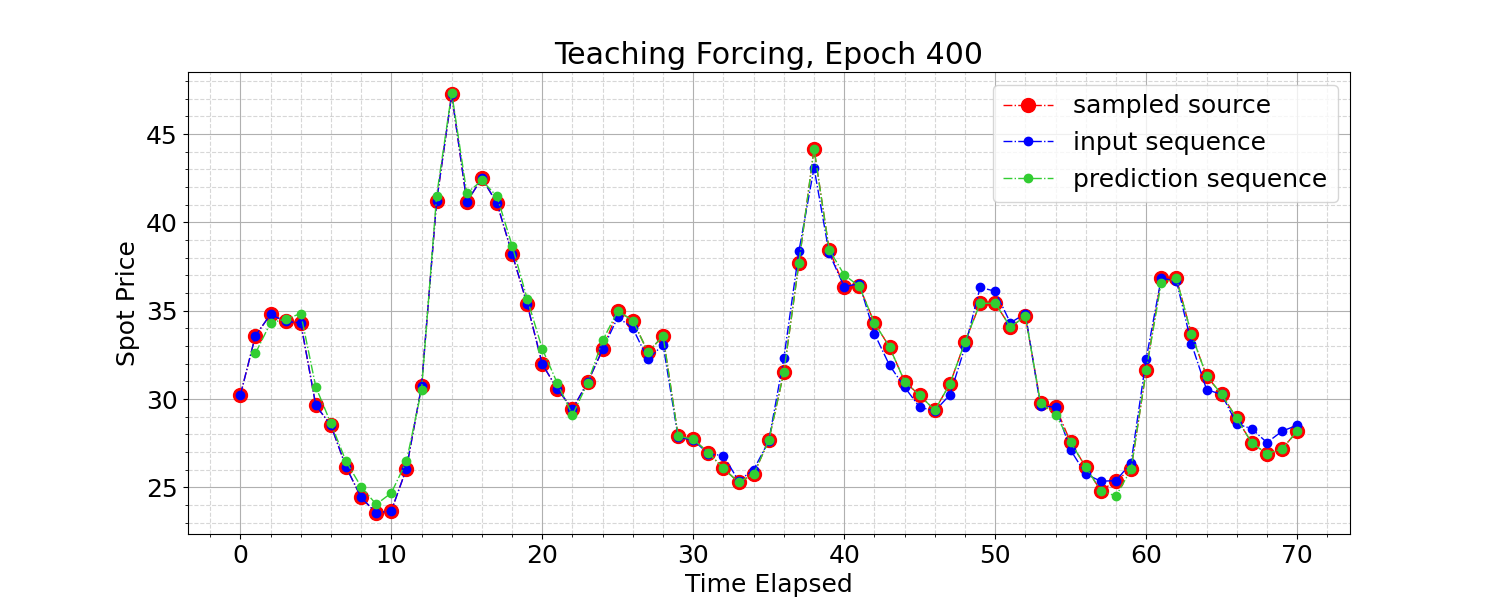 Teaching Forcing, Epoch 400
sampled source
input sequence
prediction sequence
Spot Price
45
40
35
30
25
0 10 20 30 40 50 60 70
Time Elapsed